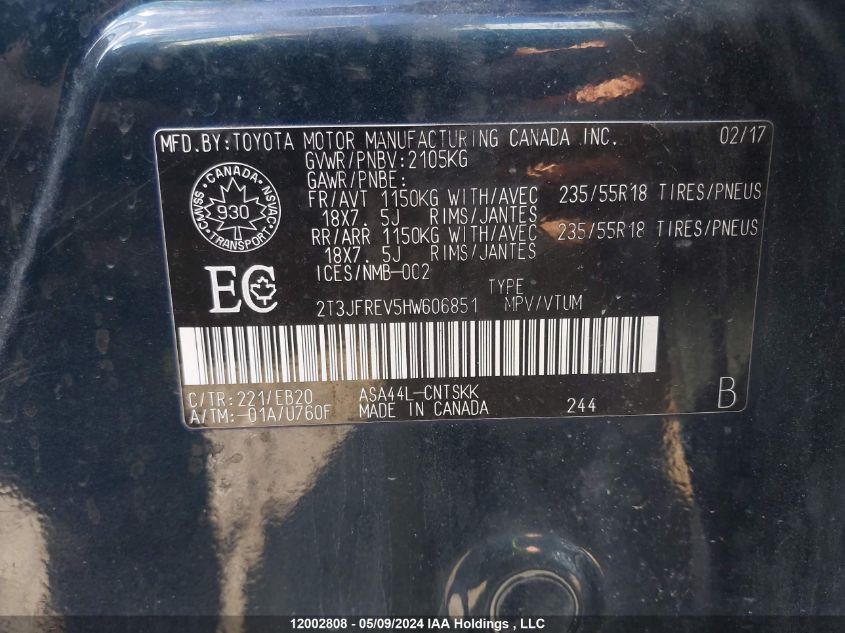 MFD.BY:TOYOTA MOTOR MANUFACTURING CANADA INC. 02/17
GVWR/PNBV:2105KG
GAWR/PNBE:
FR/AVT 1150KG WITH/AVEC 235/55R18 TIRES/PNEUS
18X7.5J RIMS/JANTES
RR/ARR 1150KG WITH/AVEC 235/55R18 TIRES/PNEUS
18X7.5J RIMS/JANTES
ICES/NMB-002
CANADA
CMVSS NSVAC
930
TRANSPORT
EC
TYPE
2T3JFREV5HW606851 MPV/VTUM
C/TR:221/EB20 ASA44L-CNTSKK
A/TM:-01A/U760F MADE IN CANADA 244 B
12002808 - 05/09/2024 IAA Holdings , LLC